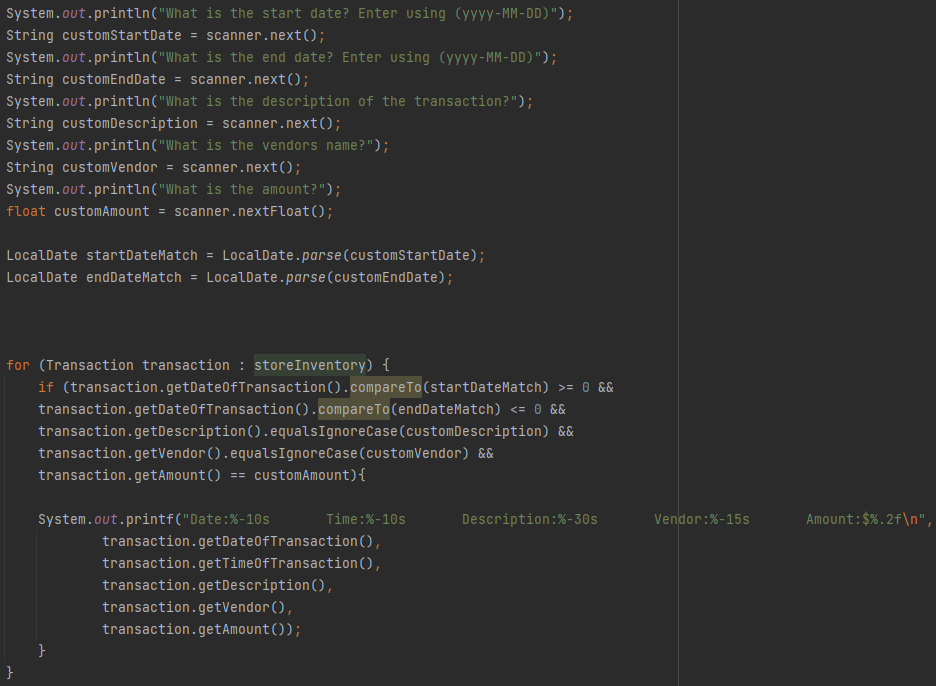 System.out.println("What is the start date? Enter using (yyyy-MM-DD)");
String customStartDate = scanner.next();
System.out.println("What is the end date? Enter using (yyyy-MM-DD)");
String customEndDate = scanner.next();
System.out.println("What is the description of the transaction?");
String customDescription = scanner.next();
System.out.println("What is the vendors name?");
String customVendor = scanner.next();
System.out.println("What is the amount?");
float customAmount = scanner.nextFloat();

LocalDate startDateMatch = LocalDate.parse(customStartDate);
LocalDate endDateMatch = LocalDate.parse(customEndDate);

for (Transaction transaction : storeInventory) {
    if (transaction.getDateOfTransaction().compareTo(startDateMatch) >= 0 &&
    transaction.getDateOfTransaction().compareTo(endDateMatch) <= 0 &&
    transaction.getDescription().equalsIgnoreCase(customDescription) &&
    transaction.getVendor().equalsIgnoreCase(customVendor) &&
    transaction.getAmount() == customAmount){

    System.out.printf("Date:%-10s       Time:%-10s       Description:%-30s       Vendor:%-15s       Amount:$%.2f\n",
            transaction.getDateOfTransaction(),
            transaction.getTimeOfTransaction(),
            transaction.getDescription(),
            transaction.getVendor(),
            transaction.getAmount());
    }
}